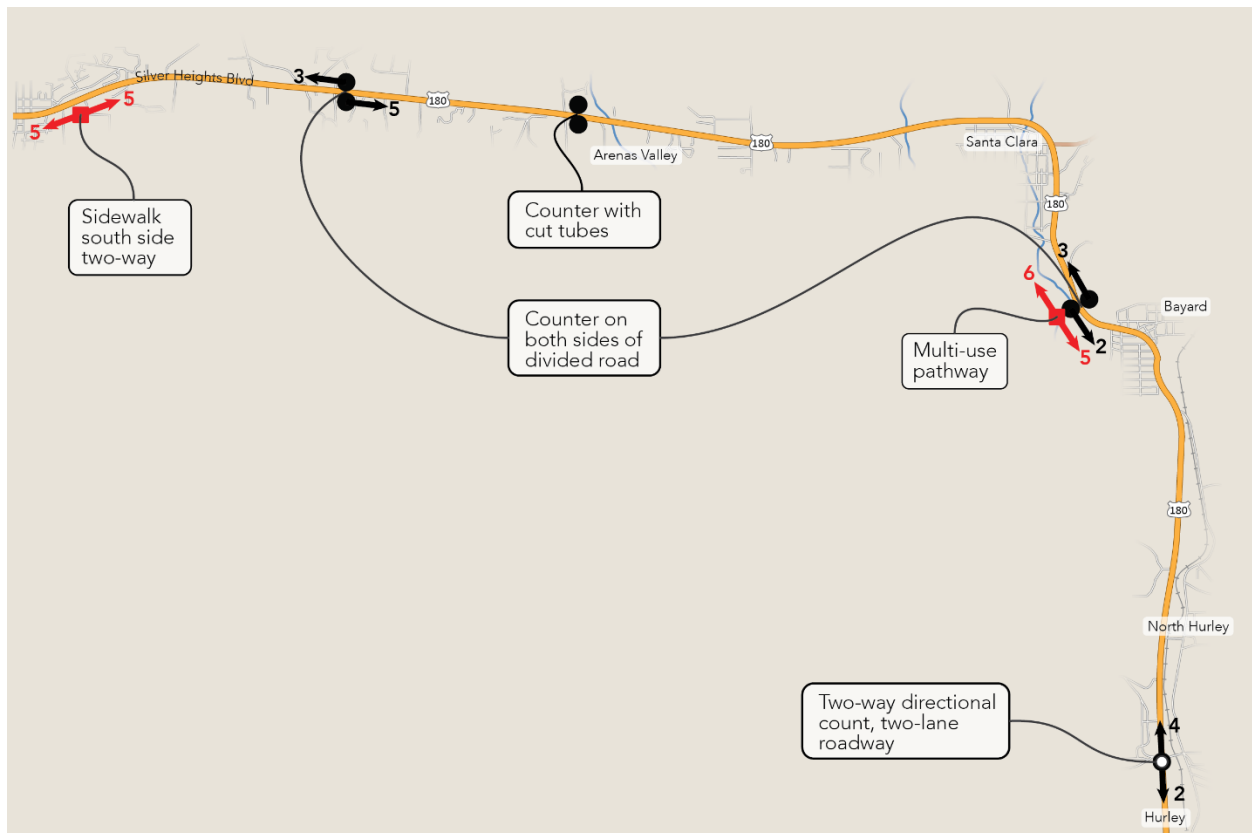 Silver Heights Blvd
3
5
5
5
180
Arenas Valley
180
Santa Clara
180
Sidewalk
south side
two-way
Counter with
cut tubes
Counter on
both sides of
divided road
3
6
2
5
Bayard
Multi-use
pathway
180
North Hurley
Two-way directional
count, two-lane
roadway
4
2
Hurley